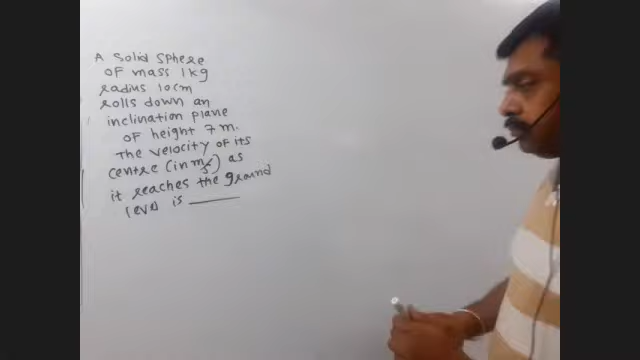 A Solid Sphere
OF mass 1kg
radius 10cm
rolls down an
inclination plane
OF height 7m.
The velocity of its
centre (in m/s) as
it reaches the ground
level is ______